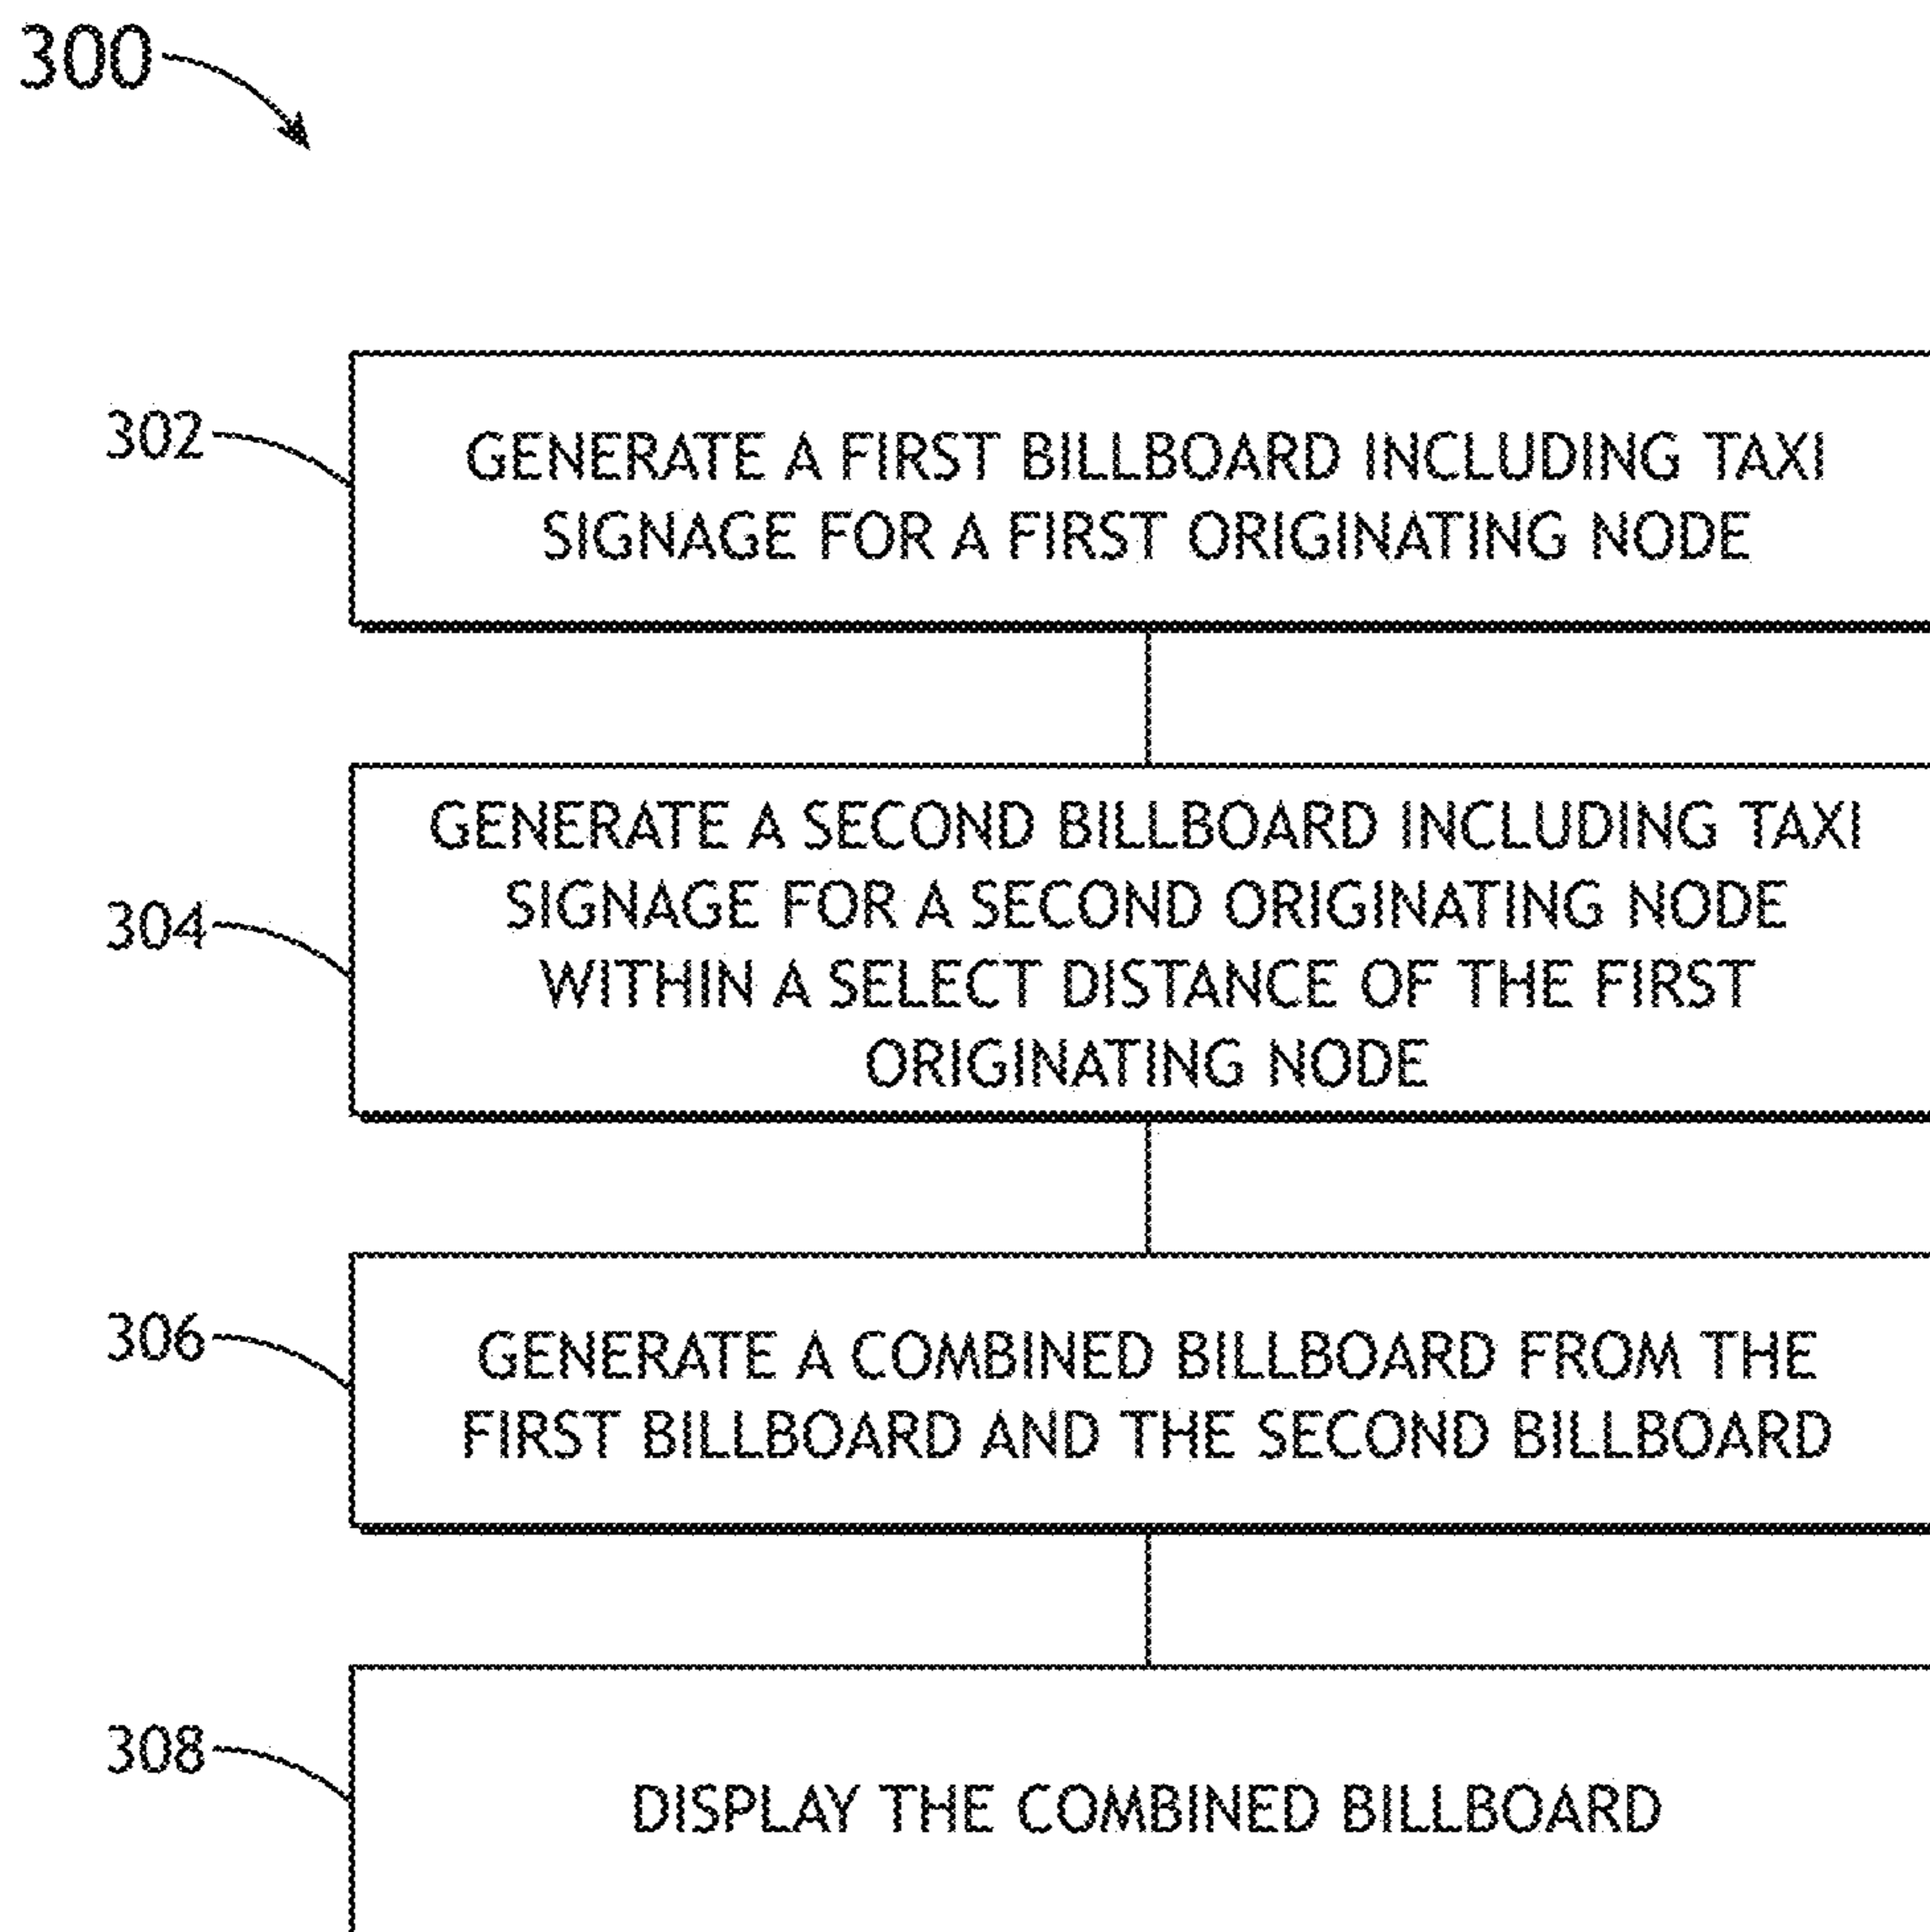 300
302
GENERATE A FIRST BILLBOARD INCLUDING TAXI
SIGNAGE FOR A FIRST ORIGINATING NODE
304
GENERATE A SECOND BILLBOARD INCLUDING TAXI
SIGNAGE FOR A SECOND ORIGINATING NODE
WITHIN A SELECT DISTANCE OF THE FIRST
ORIGINATING NODE
306
GENERATE A COMBINED BILLBOARD FROM THE
FIRST BILLBOARD AND THE SECOND BILLBOARD
308
DISPLAY THE COMBINED BILLBOARD